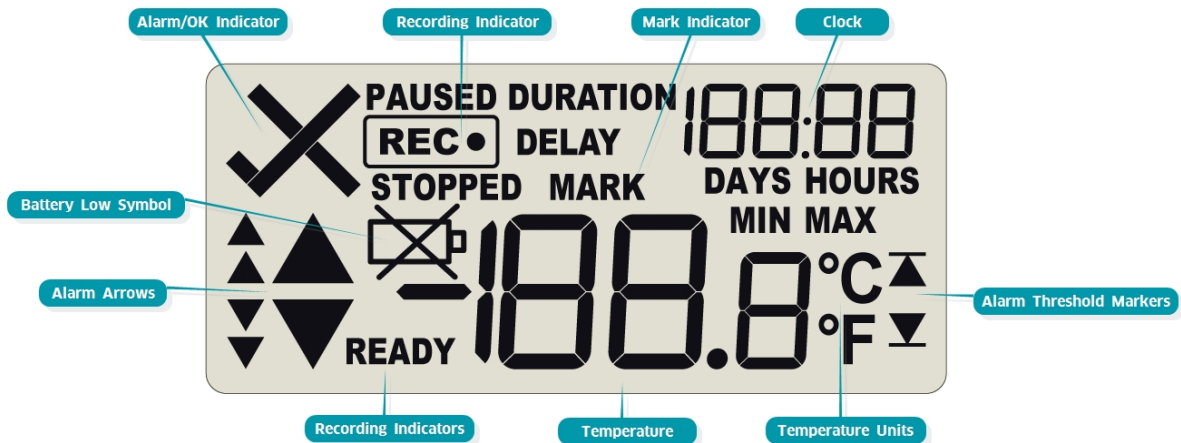 Alarm/OK Indicator
Recording Indicator
Mark Indicator
Clock
PAUSED DURATION
188:88
REC
DELAY
STOPPED MARK
DAYS HOURS
MIN MAX
Battery Low Symbol
-188.8
°C
°F
Alarm Arrows
Alarm Threshold Markers
READY
Recording Indicators
Temperature
Temperature Units